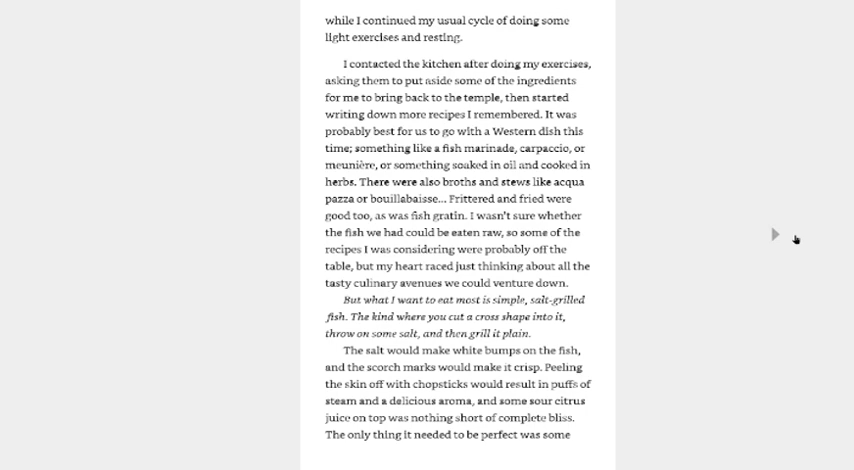 while I continued my usual cycle of doing some
light exercises and resting.
I contacted the kitchen after doing my exercises,
asking them to put aside some of the ingredients
for me to bring back to the temple, then started
writing down more recipes I remembered. It was
probably best for us to go with a Western dish this
time; something like a fish marinade, carpaccio, or
meunière, or something soaked in oil and cooked in
herbs. There were also broths and stews like acqua
pazza or bouillabaisse... Frittered and fried were
good too, as was fish gratin. I wasn't sure whether
the fish we had could be eaten raw, so some of the
recipes I was considering were probably off the
table, but my heart raced just thinking about all the
tasty culinary avenues we could venture down.
But what I want to eat most is simple, salt-grilled
fish. The kind where you cut a cross shape into it,
throw on some salt, and then grill it plain.
The salt would make white bumps on the fish,
and the scorch marks would make it crisp. Peeling
the skin off with chopsticks would result in puffs of
steam and a delicious aroma, and some sour citrus
juice on top was nothing short of complete bliss.
The only thing it needed to be perfect was some